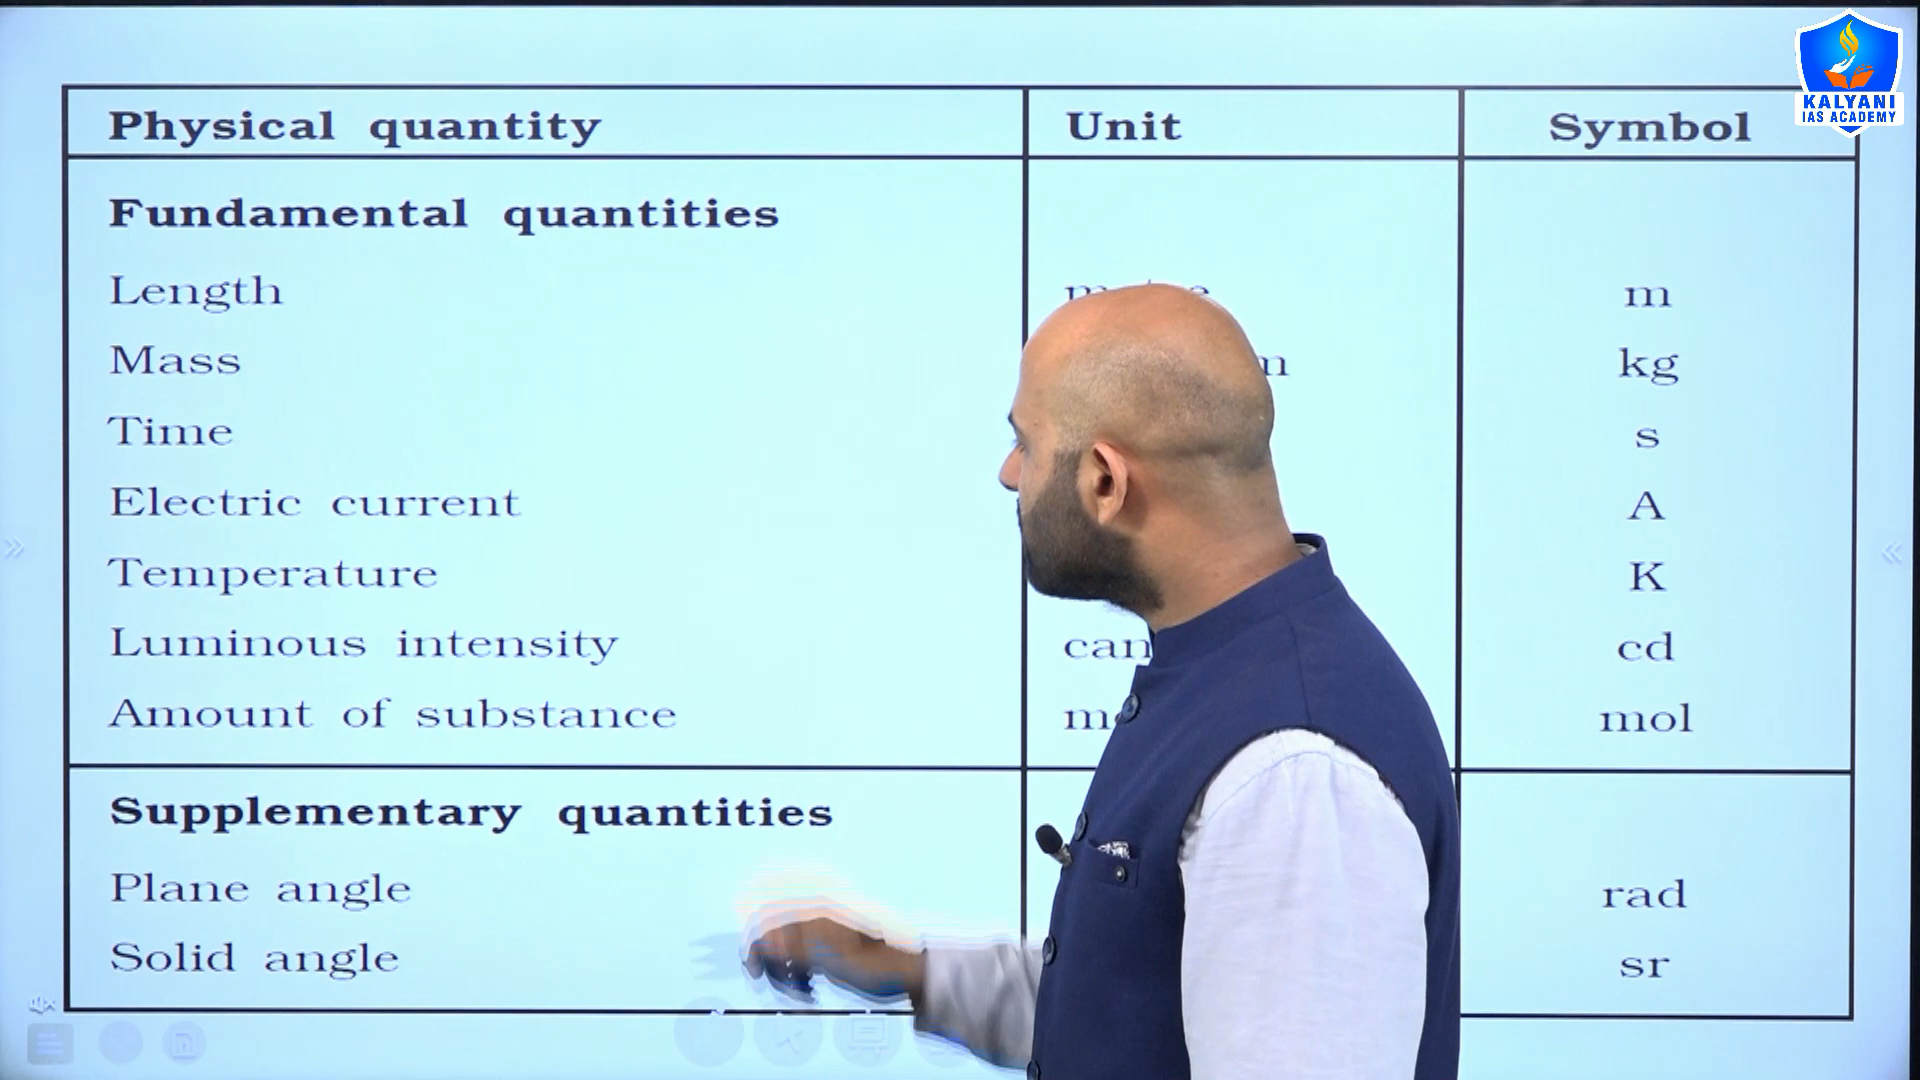 KALYANI
IAS ACADEMY
Physical quantity Unit Symbol
Fundamental quantities
Length m
Mass kg
Time s
Electric current A
Temperature K
Luminous intensity cd
Amount of substance mol
Supplementary quantities
Plane angle rad
Solid angle sr